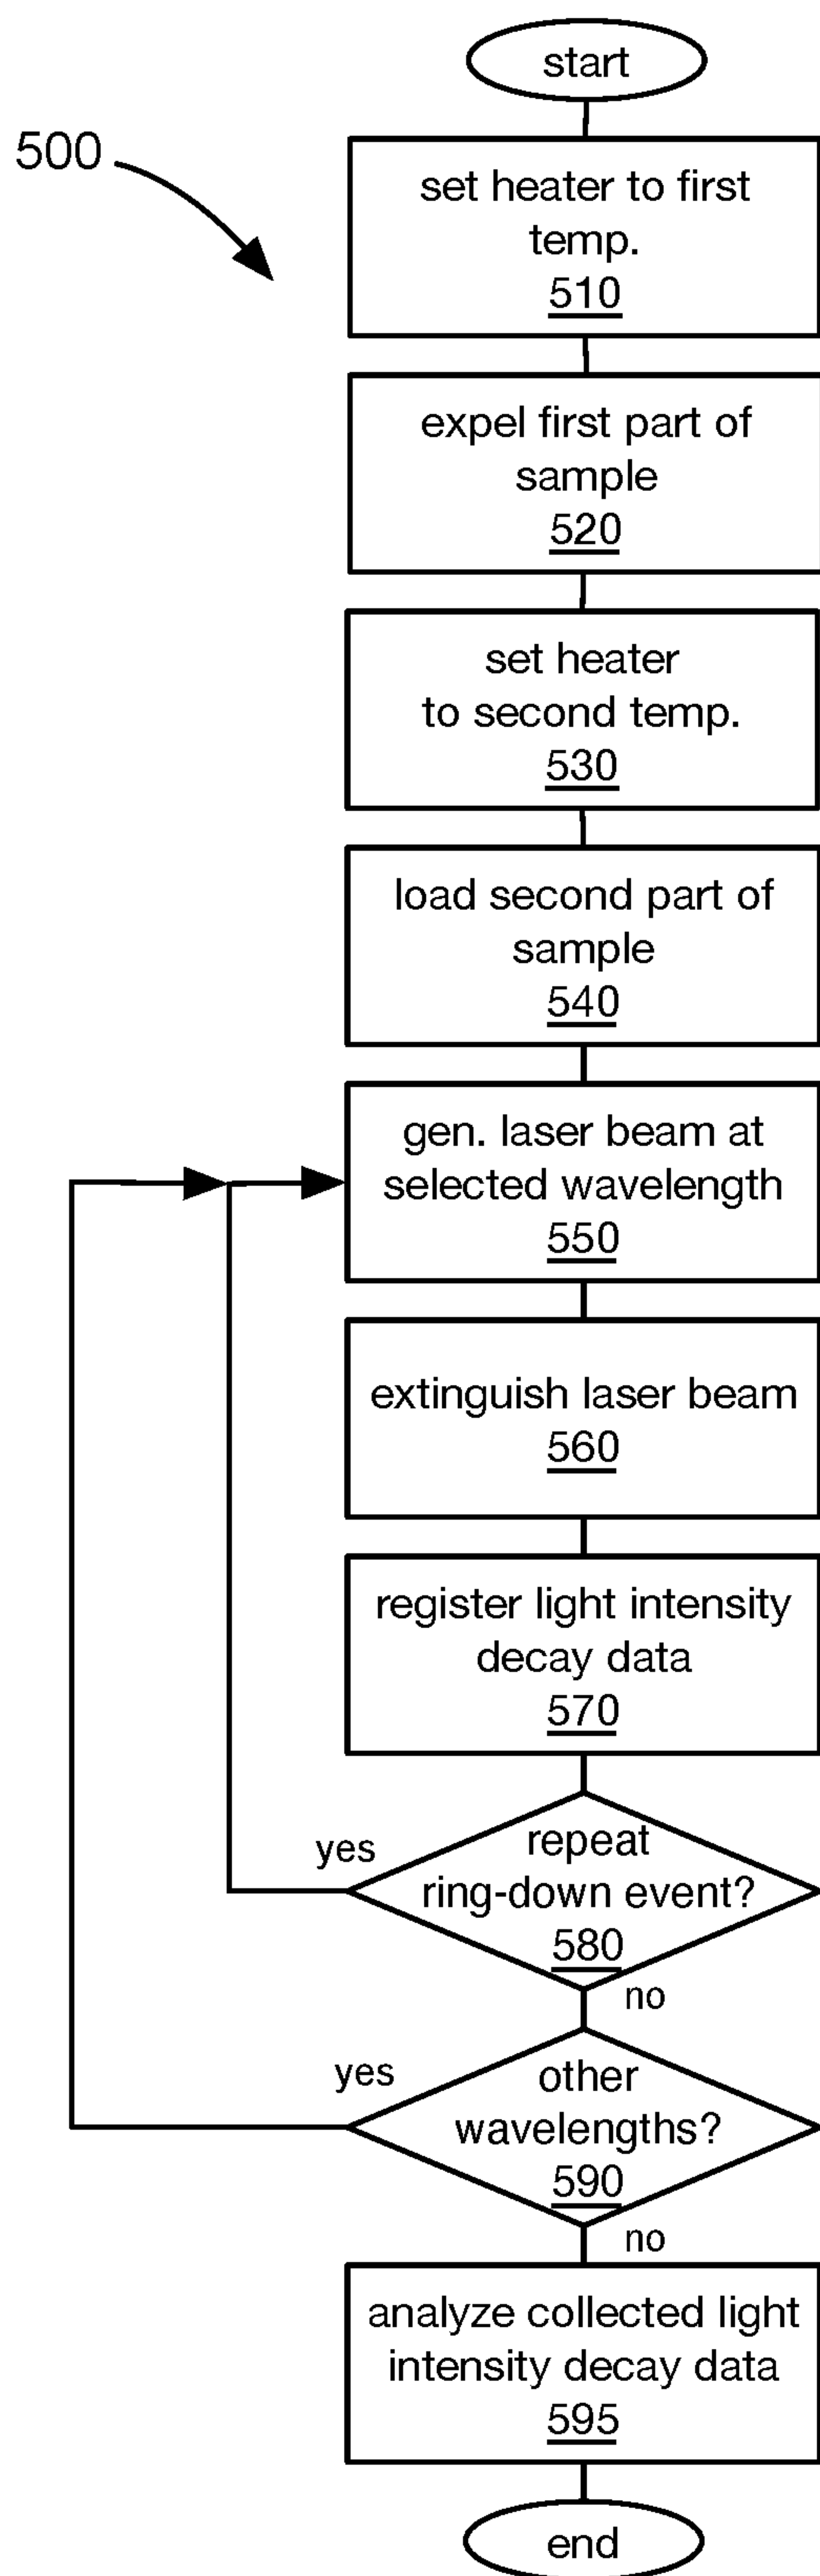 start
500
set heater to first
temp.
510
expel first part of
sample
520
set heater
to second temp.
530
load second part of
sample
540
gen. laser beam at
selected wavelength
550
extinguish laser beam
560
register light intensity
decay data
570
yes
repeat
ring-down event?
580
no
yes
other
wavelengths?
590
no
analyze collected light
intensity decay data
595
end